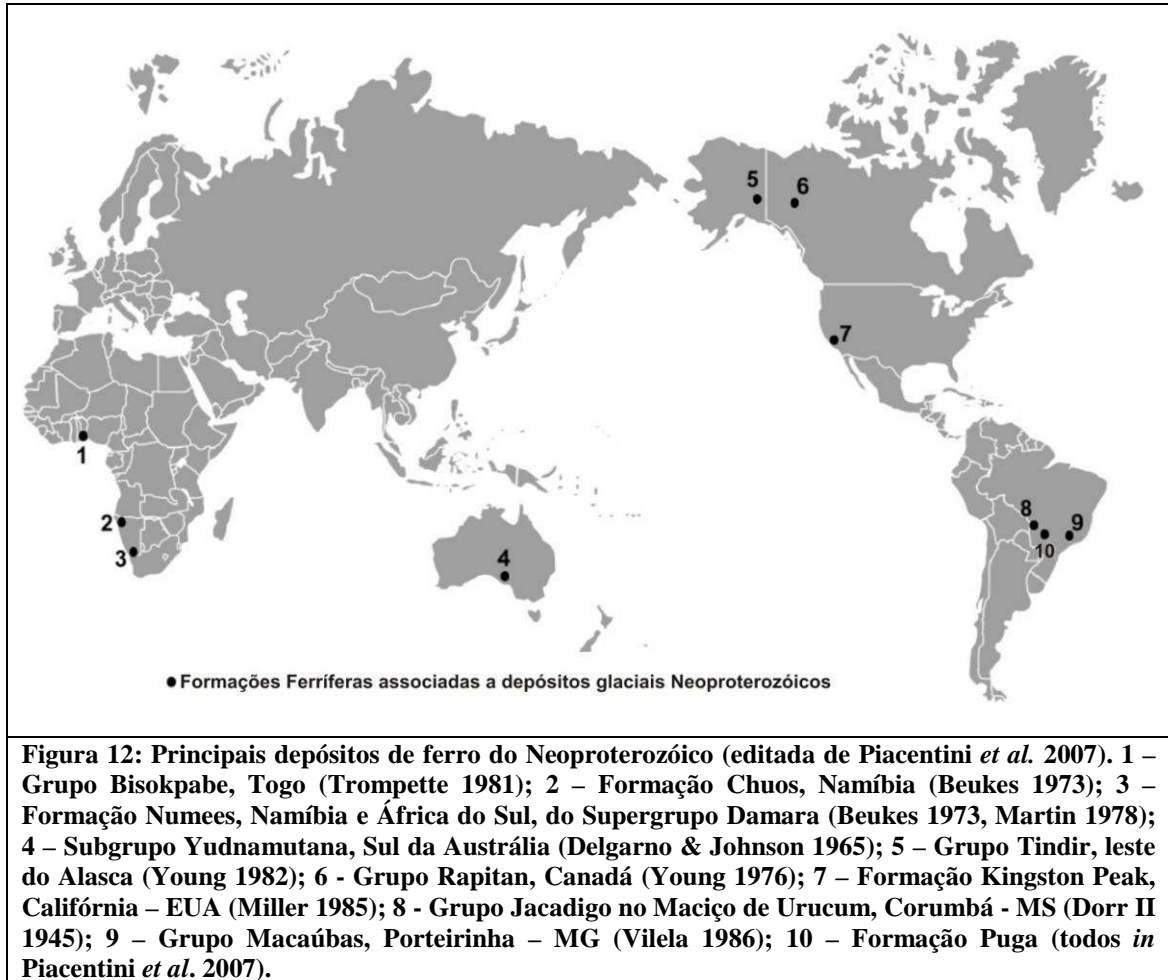 5
6
7
1
2
3
4
8
9
10
● Formações Ferríferas associadas a depósitos glaciais Neoproterozóicos
Figura 12: Principais depósitos de ferro do Neoproterozóico (editada de Piacentini et al. 2007). 1 –
Grupo Bisokpabe, Togo (Trompette 1981); 2 – Formação Chuos, Namíbia (Beukes 1973); 3 –
Formação Numees, Namíbia e África do Sul, do Supergrupo Damara (Beukes 1973, Martin 1978);
4 – Subgrupo Yudnamutana, Sul da Austrália (Delgarno & Johnson 1965); 5 – Grupo Tindir, leste
do Alasca (Young 1982); 6 - Grupo Rapitan, Canadá (Young 1976); 7 – Formação Kingston Peak,
Califórnia – EUA (Miller 1985); 8 - Grupo Jacadigo no Maciço de Urucum, Corumbá - MS (Dorr II
1945); 9 – Grupo Macaúbas, Porteirinha – MG (Vilela 1986); 10 – Formação Puga (todos in
Piacentini et al. 2007).